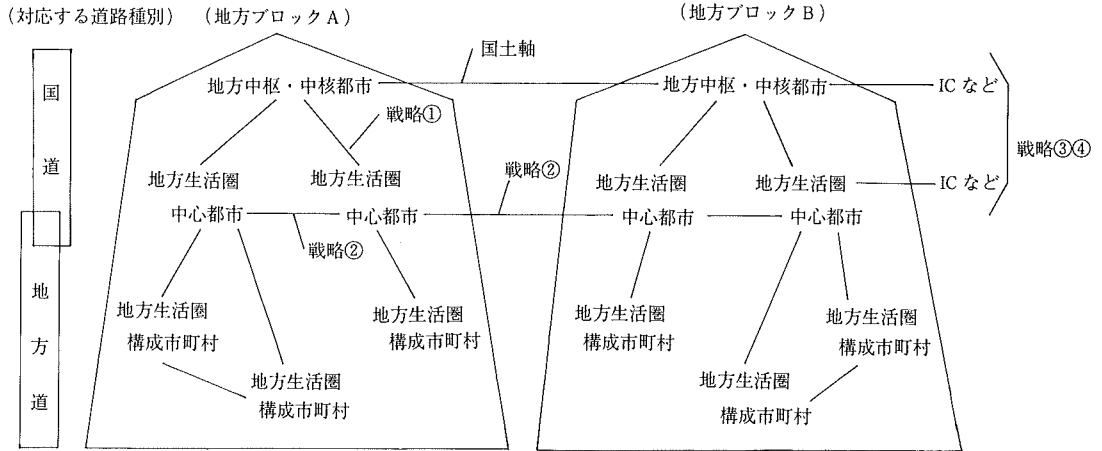 (対応する道路種別) (地方ブロックA) (地方ブロックB)
国土軸
地方中枢・中核都市 地方中枢・中核都市 ICなど
国道
戦略①
戦略③④
戦略②
地方生活圏 地方生活圏 地方生活圏 地方生活圏 ICなど
中心都市 中心都市 中心都市 中心都市
戦略②
地方道
地方生活圏
構成市町村
地方生活圏
構成市町村
地方生活圏
構成市町村
地方生活圏
構成市町村
地方生活圏
構成市町村
地方生活圏
構成市町村